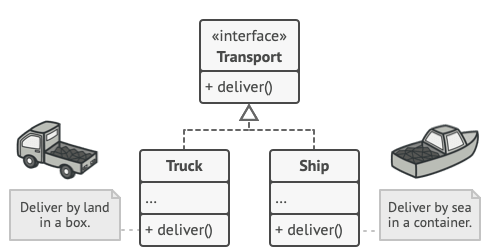 «interface»
Transport
+ deliver()
Truck
...
+ deliver()
Ship
...
+ deliver()
Deliver by land
in a box.
Deliver by sea
in a container.